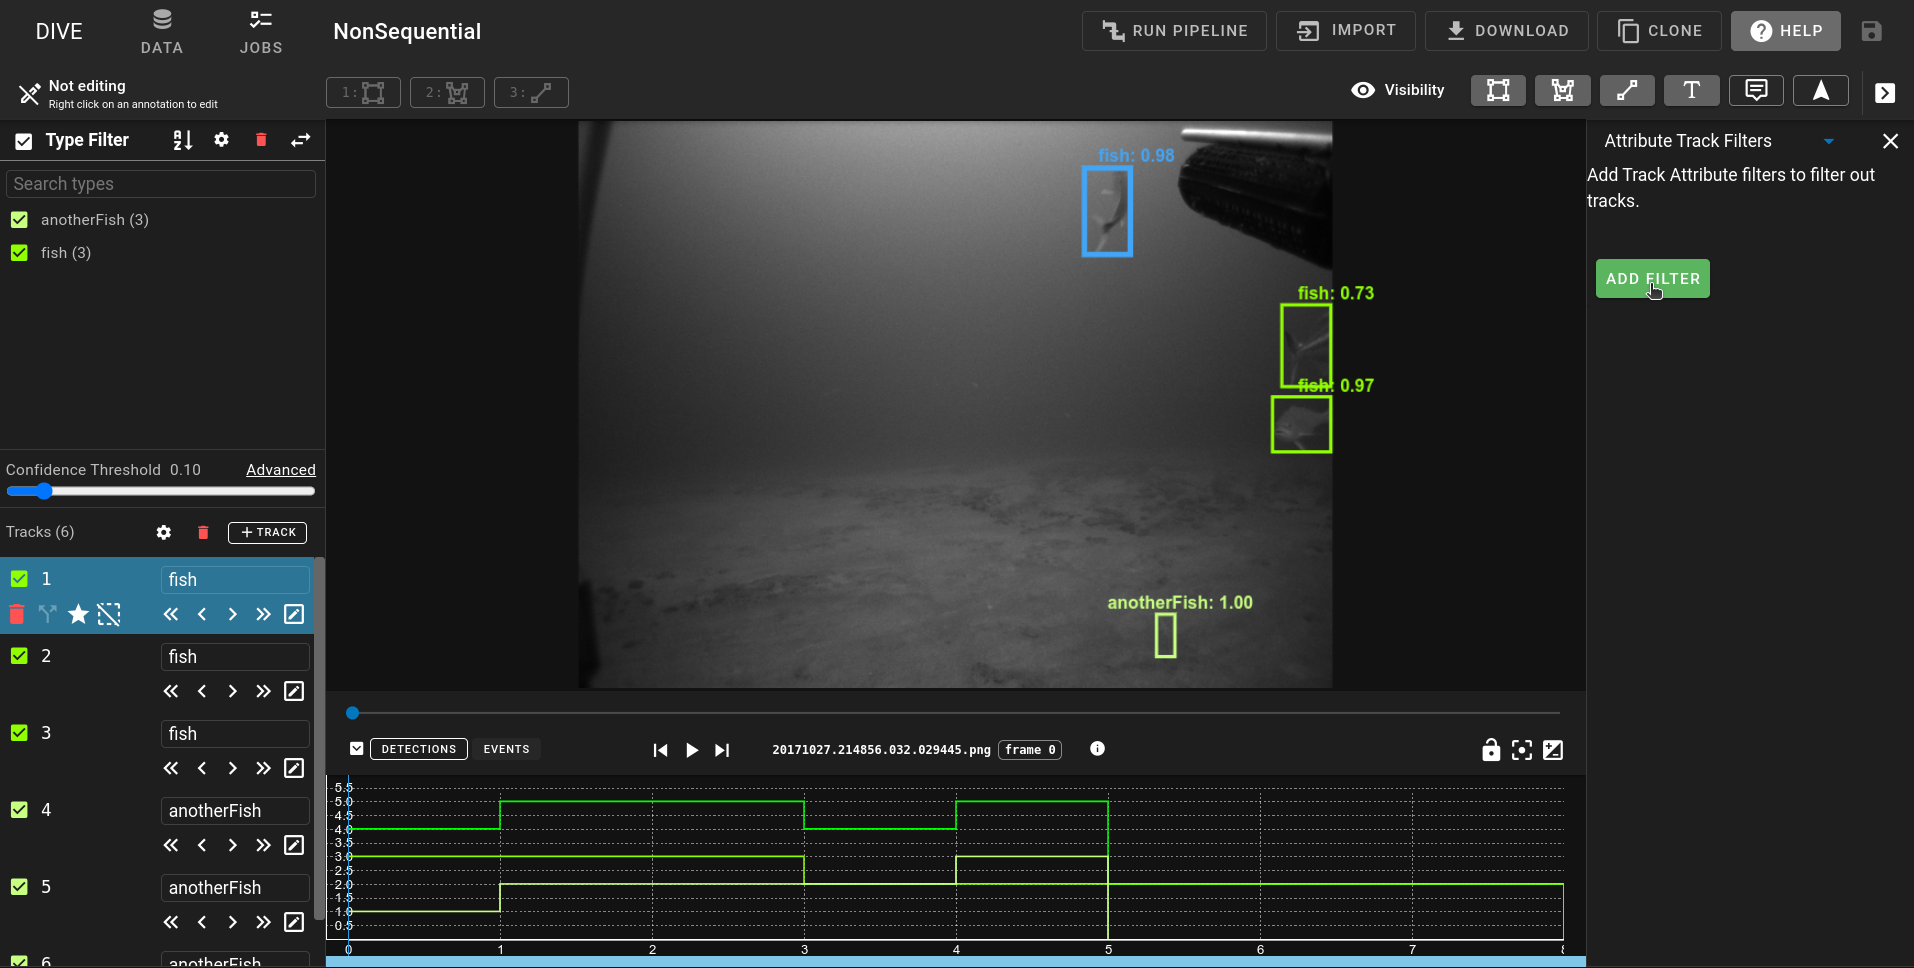 DIVE
DATA
JOBS
NonSequential
RUN PIPELINE
IMPORT
DOWNLOAD
CLONE
HELP
Not editing
Right click on an annotation to edit
1:
2:
3:
Visibility
T
Type Filter
Search types
anotherFish (3)
fish (3)
Confidence Threshold 0.10 Advanced
Tracks (6)
TRACK
1 fish
2 fish
3 fish
4 anotherFish
5 anotherFish
6 anotherFish
fish: 0.98
fish: 0.73
fish: 0.97
anotherFish: 1.00
DETECTIONS
EVENTS
20171027.214856.032.029445.png frame 0
5.5
5.0
4.5
4.0
3.5
3.0
2.5
2.0
1.5
1.0
0.5
0 1 2 3 4 5 6 7 8
Attribute Track Filters
Add Track Attribute filters to filter out
tracks.
ADD FILTER